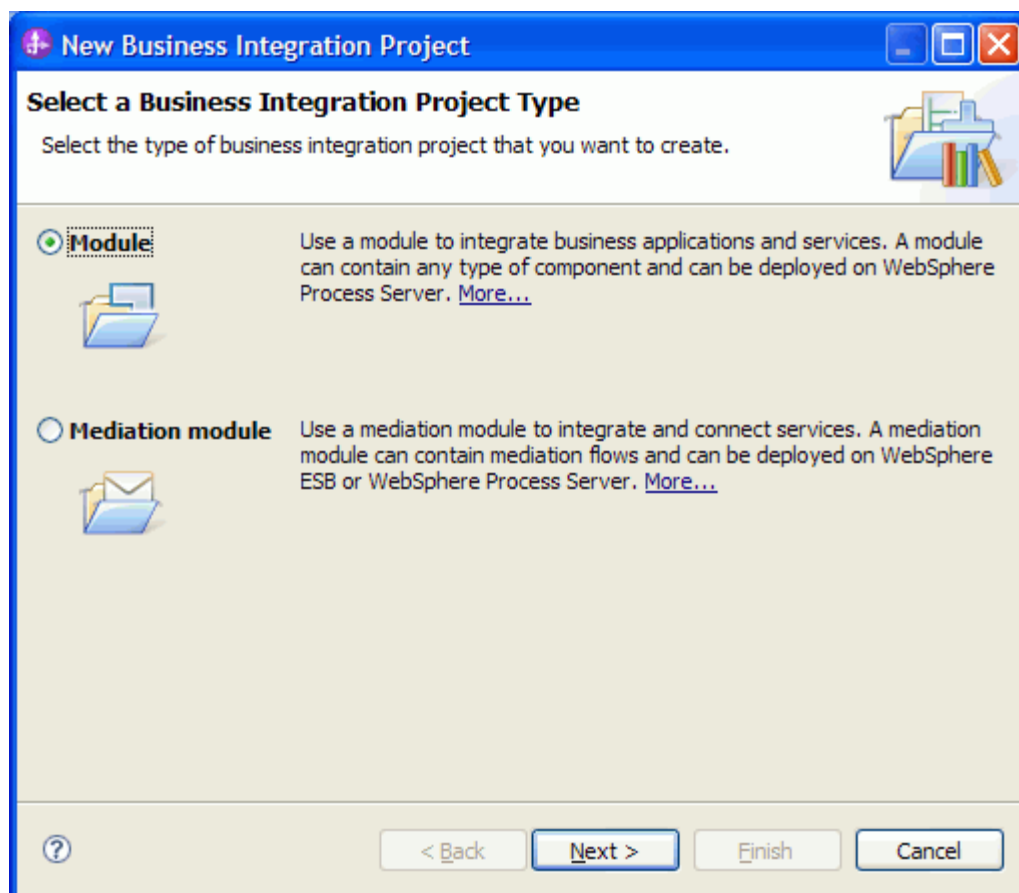 New Business Integration Project
Select a Business Integration Project Type
Select the type of business integration project that you want to create.
Module
Use a module to integrate business applications and services. A module
can contain any type of component and can be deployed on WebSphere
Process Server. More...
Mediation module
Use a mediation module to integrate and connect services. A mediation
module can contain mediation flows and can be deployed on WebSphere
ESB or WebSphere Process Server. More...
? < Back Next > Finish Cancel